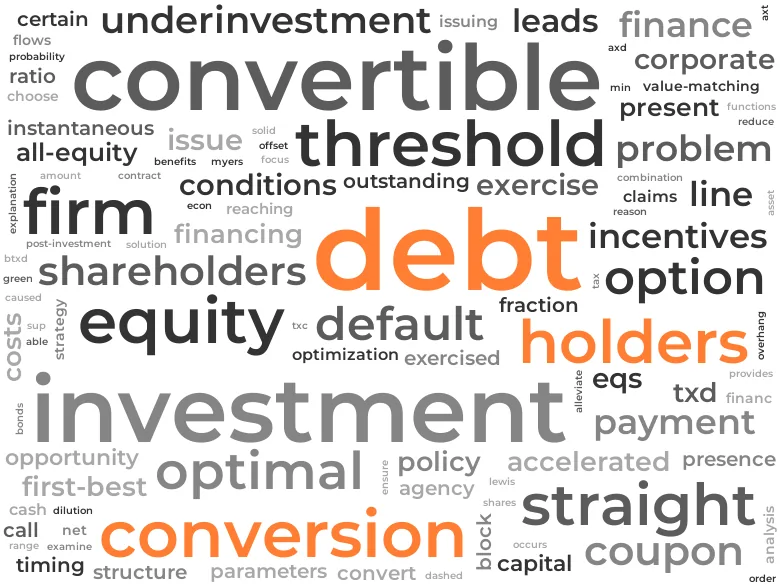 certain underinvestment issuing leads finance axt
flows
probability
convertible axd corporate
ratio
choose
min value-matching
present functions
reduce
instantaneous issue solid threshold problem
all-equity offset
benefits myers focus
explanation amount contract conditions outstanding exercise combination
claims line asset
firm econ reaching reason
post-investment solution financing debt incentives
btxd
green shareholders tax option
caused
costs sup strategy equity txc default fraction
able
holders overhang
optimization exercised
bonds investment alleviate eqs provides
txd financ
payment
opportunity optimal ensure policy accelerated presence
first-best agency lewis
shares straight
cash dilution
call net conversion block analysis
range examine occurs coupon
timing capital
structure parameters convert dashed order